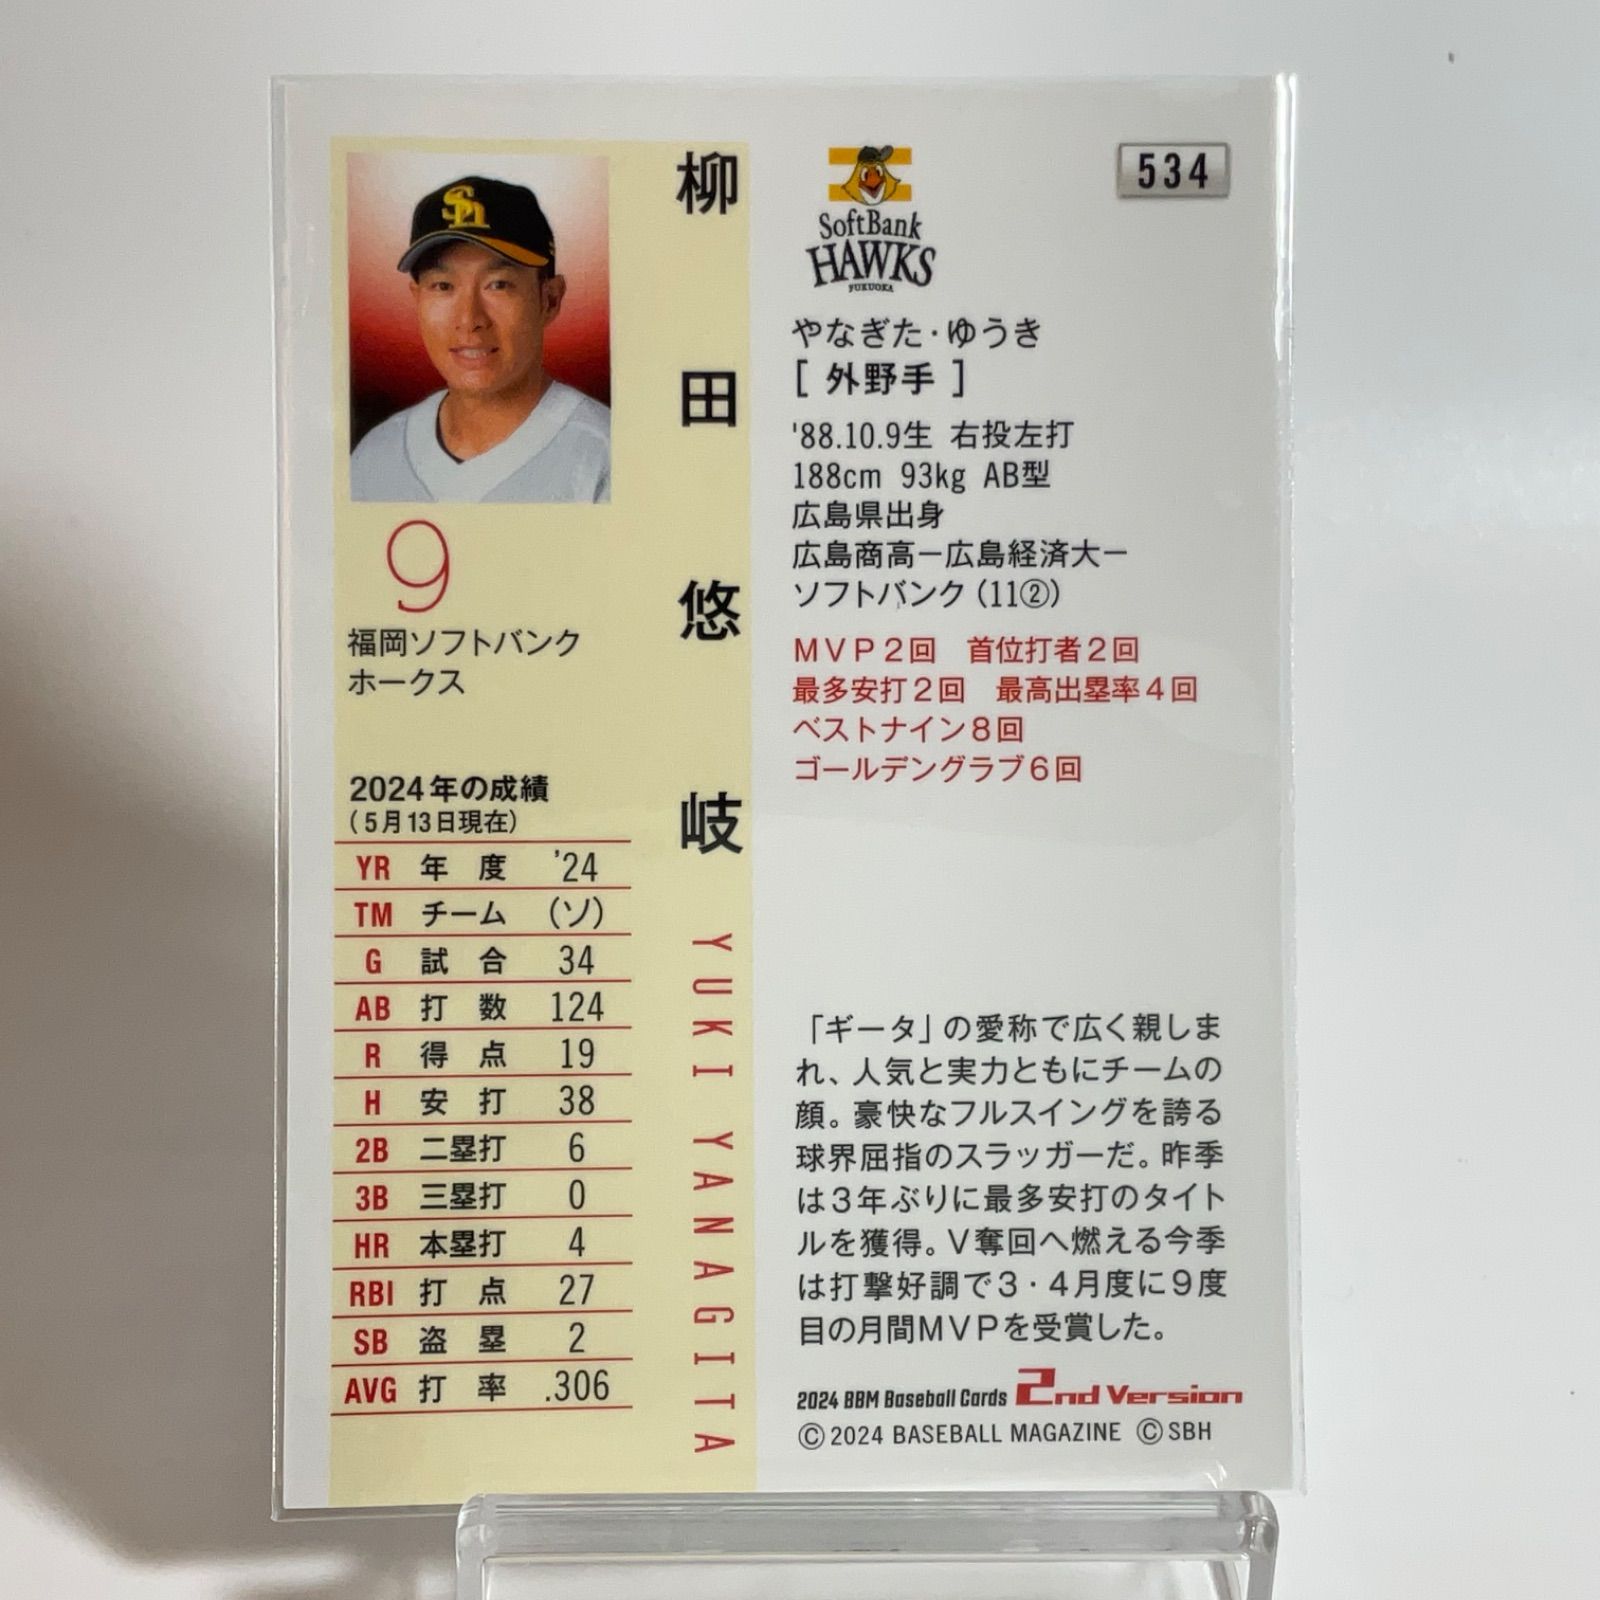 柳田悠岐
YUKI YANAGITA
9
福岡ソフトバンク
ホークス
2024年の成績
(5月13日現在)
YR 年度 '24
TM チーム (ソ)
G 試合 34
AB 打数 124
R 得点 19
H 安打 38
2B 二塁打 6
3B 三塁打 0
HR 本塁打 4
RBI 打点 27
SB 盗塁 2
AVG 打率 .306
Sh
SoftBank
HAWKS
FUKUOKA
534
やなぎた・ゆうき
[ 外野手 ]
'88.10.9生 右投左打
188cm 93kg AB型
広島県出身
広島商高ー広島経済大ー
ソフトバンク (11②)
MVP2回 首位打者2回
最多安打2回 最高出塁率4回
ベストナイン8回
ゴールデングラブ6回
「ギータ」の愛称で広く親しま
れ、人気と実力ともにチームの
顔。豪快なフルスイングを誇る
球界屈指のスラッガーだ。昨季
は3年ぶりに最多安打のタイト
ルを獲得。V奪回へ燃える今季
は打撃好調で3・4月度に9度
目の月間MVPを受賞した。
2024 BBM Baseball Cards 2nd Version
©2024 BASEBALL MAGAZINE ©SBH